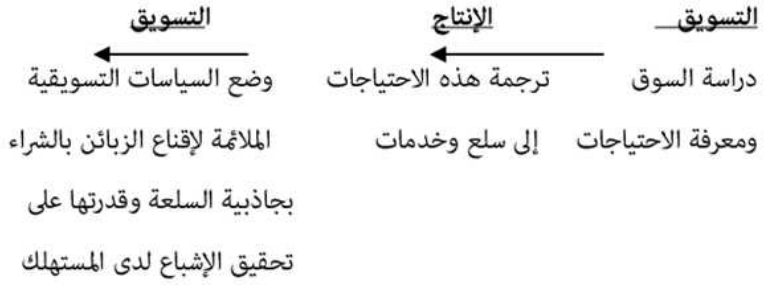 التسويق الإنتاج التسويق
دراسة السوق ترجمة هذه الاحتياجات وضع السياسات التسويقية
ومعرفة الاحتياجات إلى سلع وخدمات الملائمة لإقناع الزبائن بالشراء
بجاذبية السلعة وقدرتها على
تحقيق الإشباع لدى المستهلك